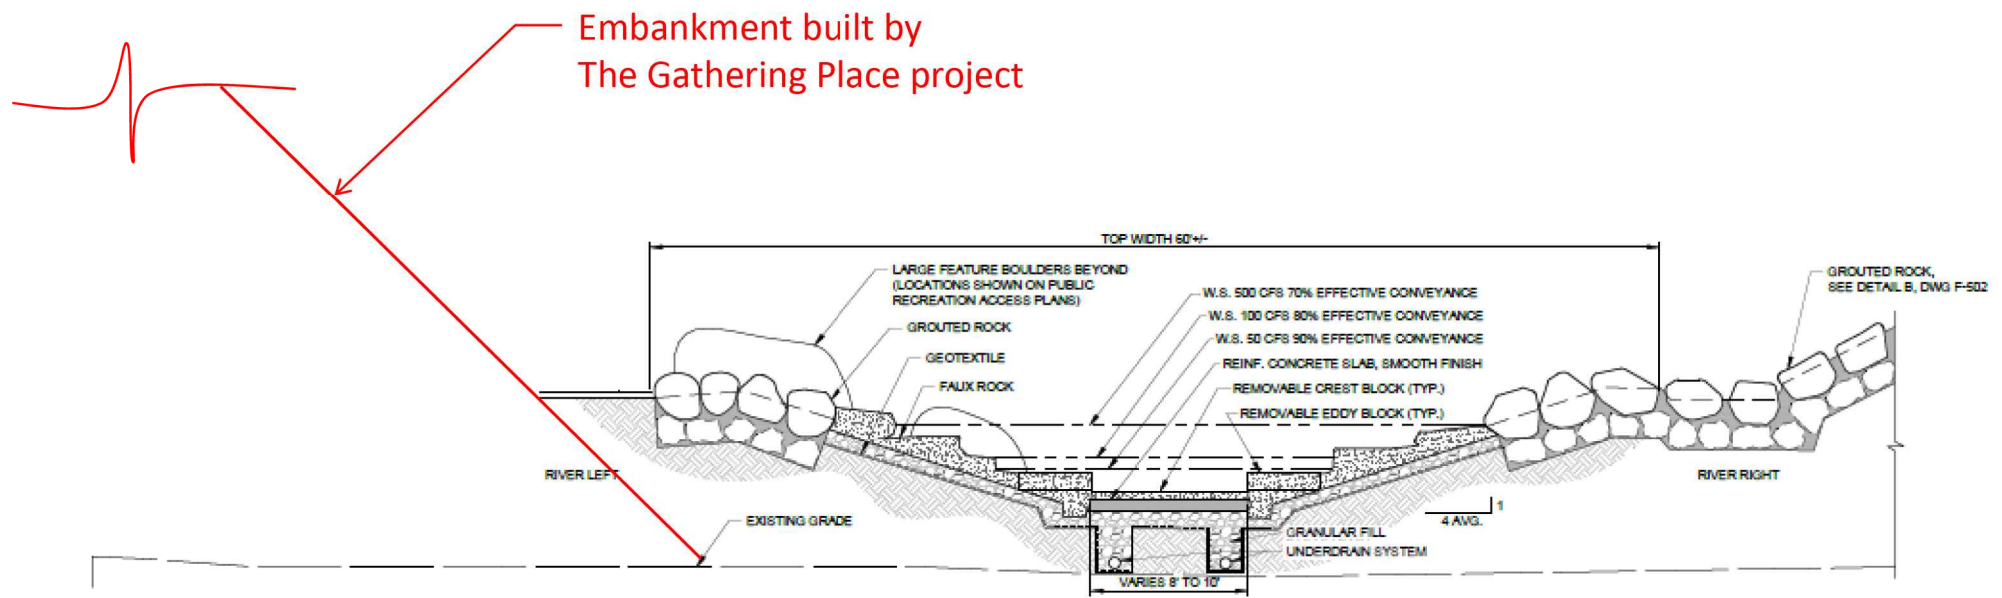 Embankment built by
The Gathering Place project
TOP WIDTH 60'+/-
LARGE FEATURE BOULDERS BEYOND
(LOCATIONS SHOWN ON PUBLIC
RECREATION ACCESS PLANS)
GROUTED ROCK
GEOTEXTILE
FAUX ROCK
W.S. 500 CFS 70% EFFECTIVE CONVEYANCE
W.S. 100 CFS 80% EFFECTIVE CONVEYANCE
W.S. 50 CFS 90% EFFECTIVE CONVEYANCE
REINF. CONCRETE SLAB, SMOOTH FINISH
REMOVABLE CREST BLOCK (TYP.)
REMOVABLE EDDY BLOCK (TYP.)
GROUTED ROCK,
SEE DETAIL B, DWG F-502
RIVER LEFT
RIVER RIGHT
EXISTING GRADE
1
4 AVG.
GRANULAR FILL
UNDERDRAIN SYSTEM
VARIES 8' TO 10'